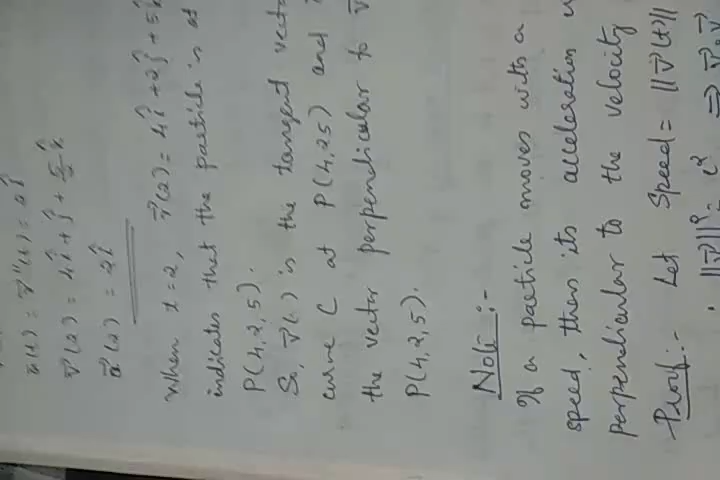 ā(t) = r⃗''(t) = 2î
v⃗(2) = 4î + ĵ + 5/2 k̂
a⃗(2) = 2î
When t = 2, r⃗(2) = 4î + 2ĵ + 5k̂
indicates that the particle is at
P(4,2,5).
So, v⃗(.) is the tangent vect
curve C at P(4,25) and
the vector perpendicular to v⃗
P(4,2,5).
Note :-
If a particle moves with a
speed, then its acceleration
perpendicular to the velocity
Proof:- Let Speed = ||v⃗(t)||
||v⃗||² = c² ⇒ v⃗.v⃗